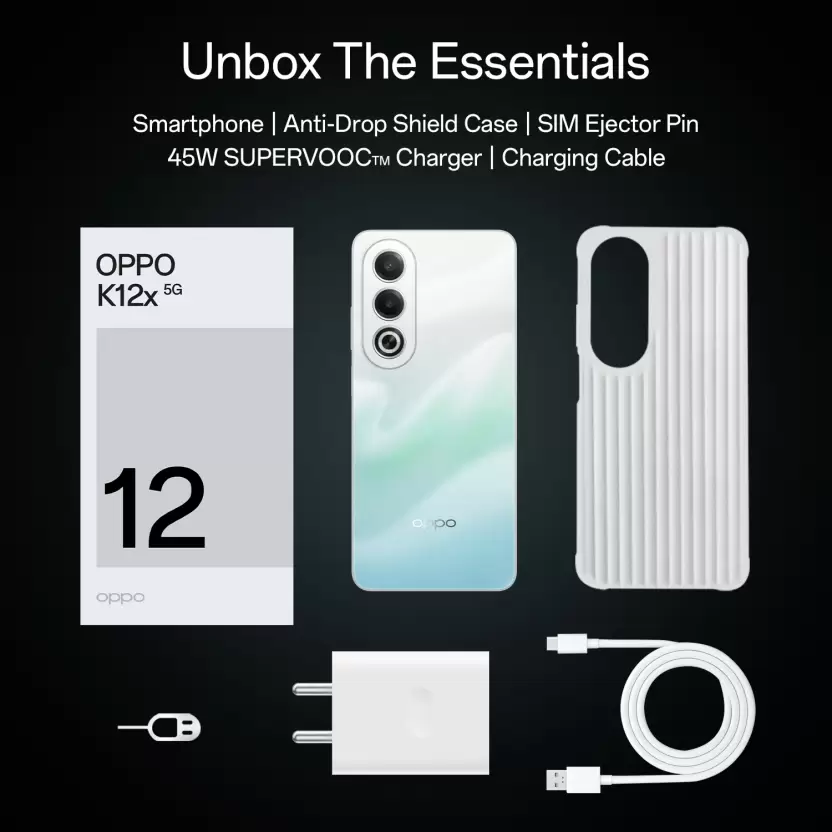 Unbox The Essentials
Smartphone | Anti-Drop Shield Case | SIM Ejector Pin
45W SUPERVOOC™ Charger | Charging Cable
OPPO
K12x 5G
12
oppo
oppo